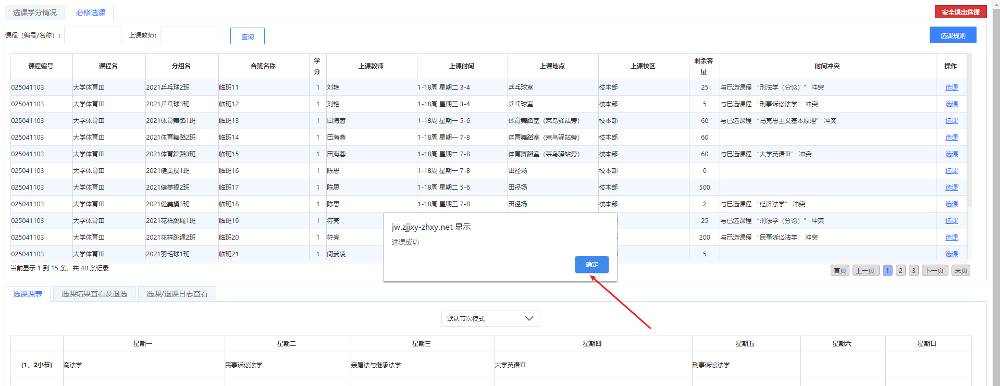 选课学分情况 必修选课 安全退出选课
课程（编号/名称）： 上课教师： 查询 选课规则
课程编号 课程名 分组名 合班名称 学分 上课教师 上课时间 上课地点 上课校区 剩余容量 时间冲突 操作
025041103 大学体育Ⅲ 2021乒乓球2班 临班11 1 刘艳 1-18周 星期二 3-4 乒乓球室 校本部 25 与已选课程 “刑法学（分论）” 冲突 选课
025041103 大学体育Ⅲ 2021乒乓球3班 临班12 1 刘艳 1-18周 星期三 3-4 乒乓球室 校本部 5 与已选课程 “刑事诉讼法学” 冲突 选课
025041103 大学体育Ⅲ 2021体育舞蹈1班 临班13 1 田海蓉 1-18周 星期一 5-6 体育舞蹈室（菜鸟驿站旁） 校本部 60 与已选课程 “马克思主义基本原理” 冲突 选课
025041103 大学体育Ⅲ 2021体育舞蹈2班 临班14 1 田海蓉 1-18周 星期一 7-8 体育舞蹈室（菜鸟驿站旁） 校本部 60 选课
025041103 大学体育Ⅲ 2021体育舞蹈3班 临班15 1 田海蓉 1-18周 星期二 7-8 体育舞蹈室（菜鸟驿站旁） 校本部 60 与已选课程 “大学英语Ⅲ” 冲突 选课
025041103 大学体育Ⅲ 2021健美操1班 临班16 1 陈思 1-18周 星期一 7-8 田径场 校本部 0 选课
025041103 大学体育Ⅲ 2021健美操2班 临班17 1 陈思 1-18周 星期二 5-6 田径场 校本部 500 选课
025041103 大学体育Ⅲ 2021健美操3班 临班18 1 陈思 1-18周 星期三 7-8 田径场 校本部 2 与已选课程 “经济法学” 冲突 选课
025041103 大学体育Ⅲ 2021花样跳绳1班 临班19 1 符亮 25 与已选课程 “刑法学（分论）” 冲突 选课
025041103 大学体育Ⅲ 2021花样跳绳2班 临班20 1 符亮 200 与已选课程 “民事诉讼法学” 冲突 选课
025041103 大学体育Ⅲ 2021羽毛球1班 临班21 1 闵武凌 5 选课
jw.zjjxy-zhxy.net 显示
选课成功
确定
当前显示 1 到 15 条，共 40 条记录 首页 上一页 1 2 3 下一页 末页
选课课表 选课结果查看及退选 选课/退课日志查看
默认节次模式
星期一 星期二 星期三 星期四 星期五 星期六 星期日
(1、2小节) 商法学 民事诉讼法学 亲属法与继承法学 大学英语Ⅲ 刑事诉讼法学